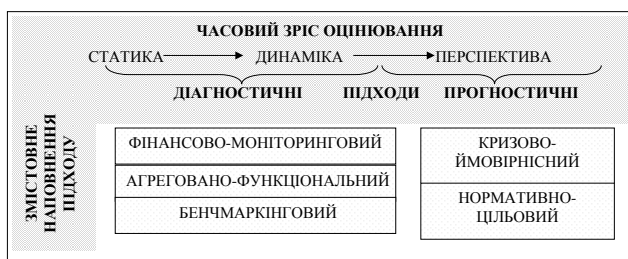 ЧАСОВИЙ ЗРІС ОЦІНЮВАННЯ
СТАТИКА ДИНАМІКА ПЕРСПЕКТИВА
ДІАГНОСТИЧНІ ПІДХОДИ ПРОГНОСТИЧНІ
ЗМІСТОВНЕ
НАПОВНЕННЯ
ПІДХОДУ
ФІНАНСОВО-МОНІТОРИНГОВИЙ
АГРЕГОВАНО-ФУНКЦІОНАЛЬНИЙ
БЕНЧМАРКІНГОВИЙ
КРИЗОВО-
ЙМОВІРНІСНИЙ
НОРМАТИВНО-
ЦІЛЬОВИЙ